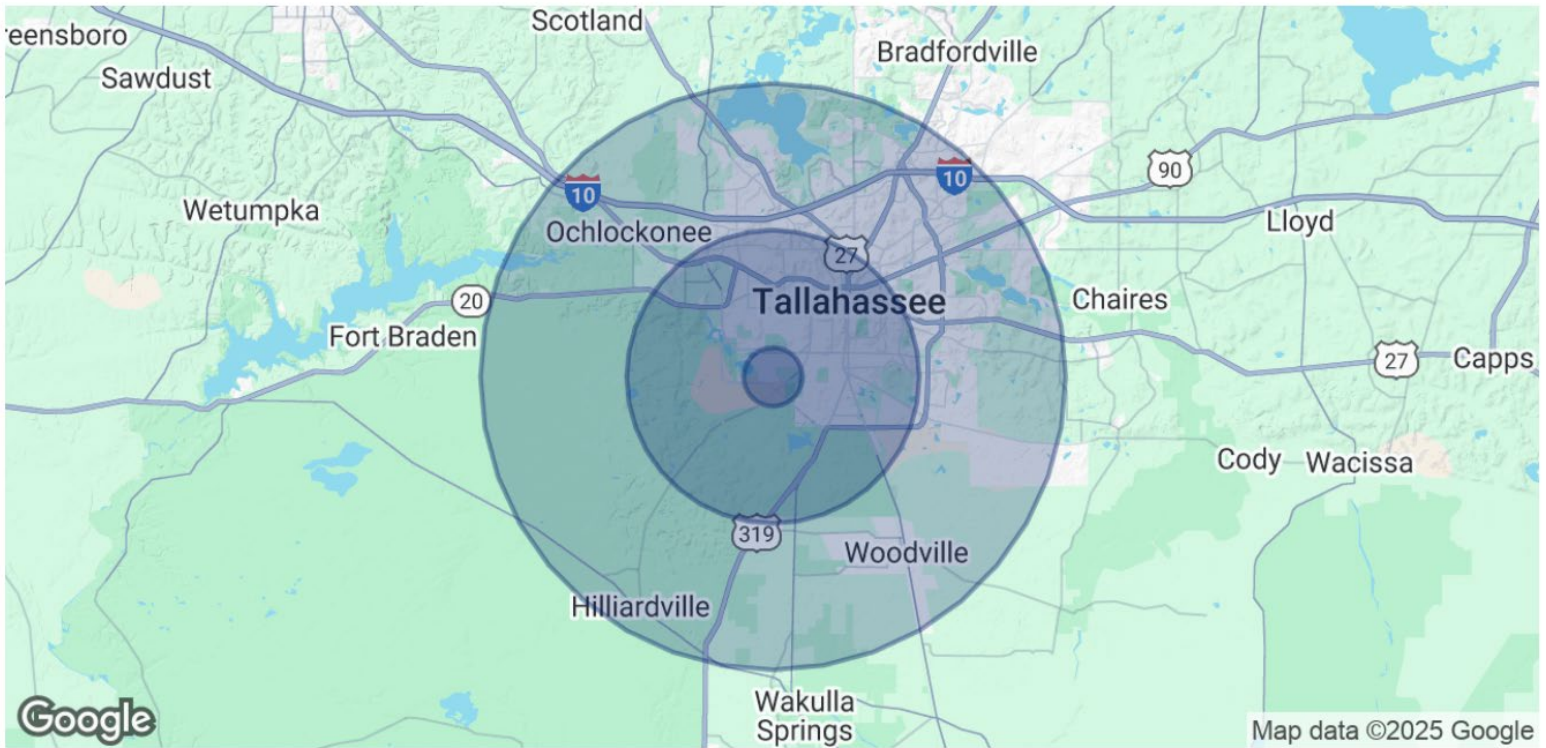 Scotland
reensboro
Bradfordville
Sawdust
10
10
90
Wetumpka
Ochlockonee
Lloyd
27
20
Tallahassee
Chaires
Fort Braden
27
Capps
Cody
Wacissa
319
Woodville
Hilliardville
Wakulla
Springs
Google
Map data ©2025 Google